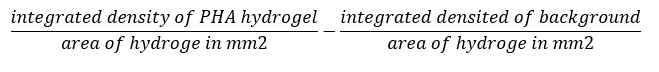 integrated density of PHA hydrogel / area of hydroge in mm2 − integrated densited of background / area of hydroge in mm2